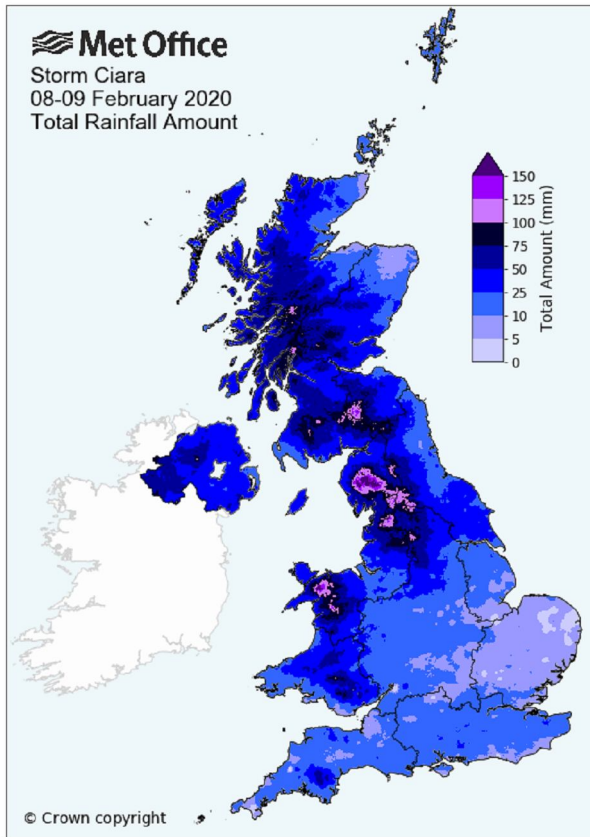 Met Office
Storm Ciara
08-09 February 2020
Total Rainfall Amount
150
125
100
75
50
25
10
5
0
Total Amount (mm)
© Crown copyright